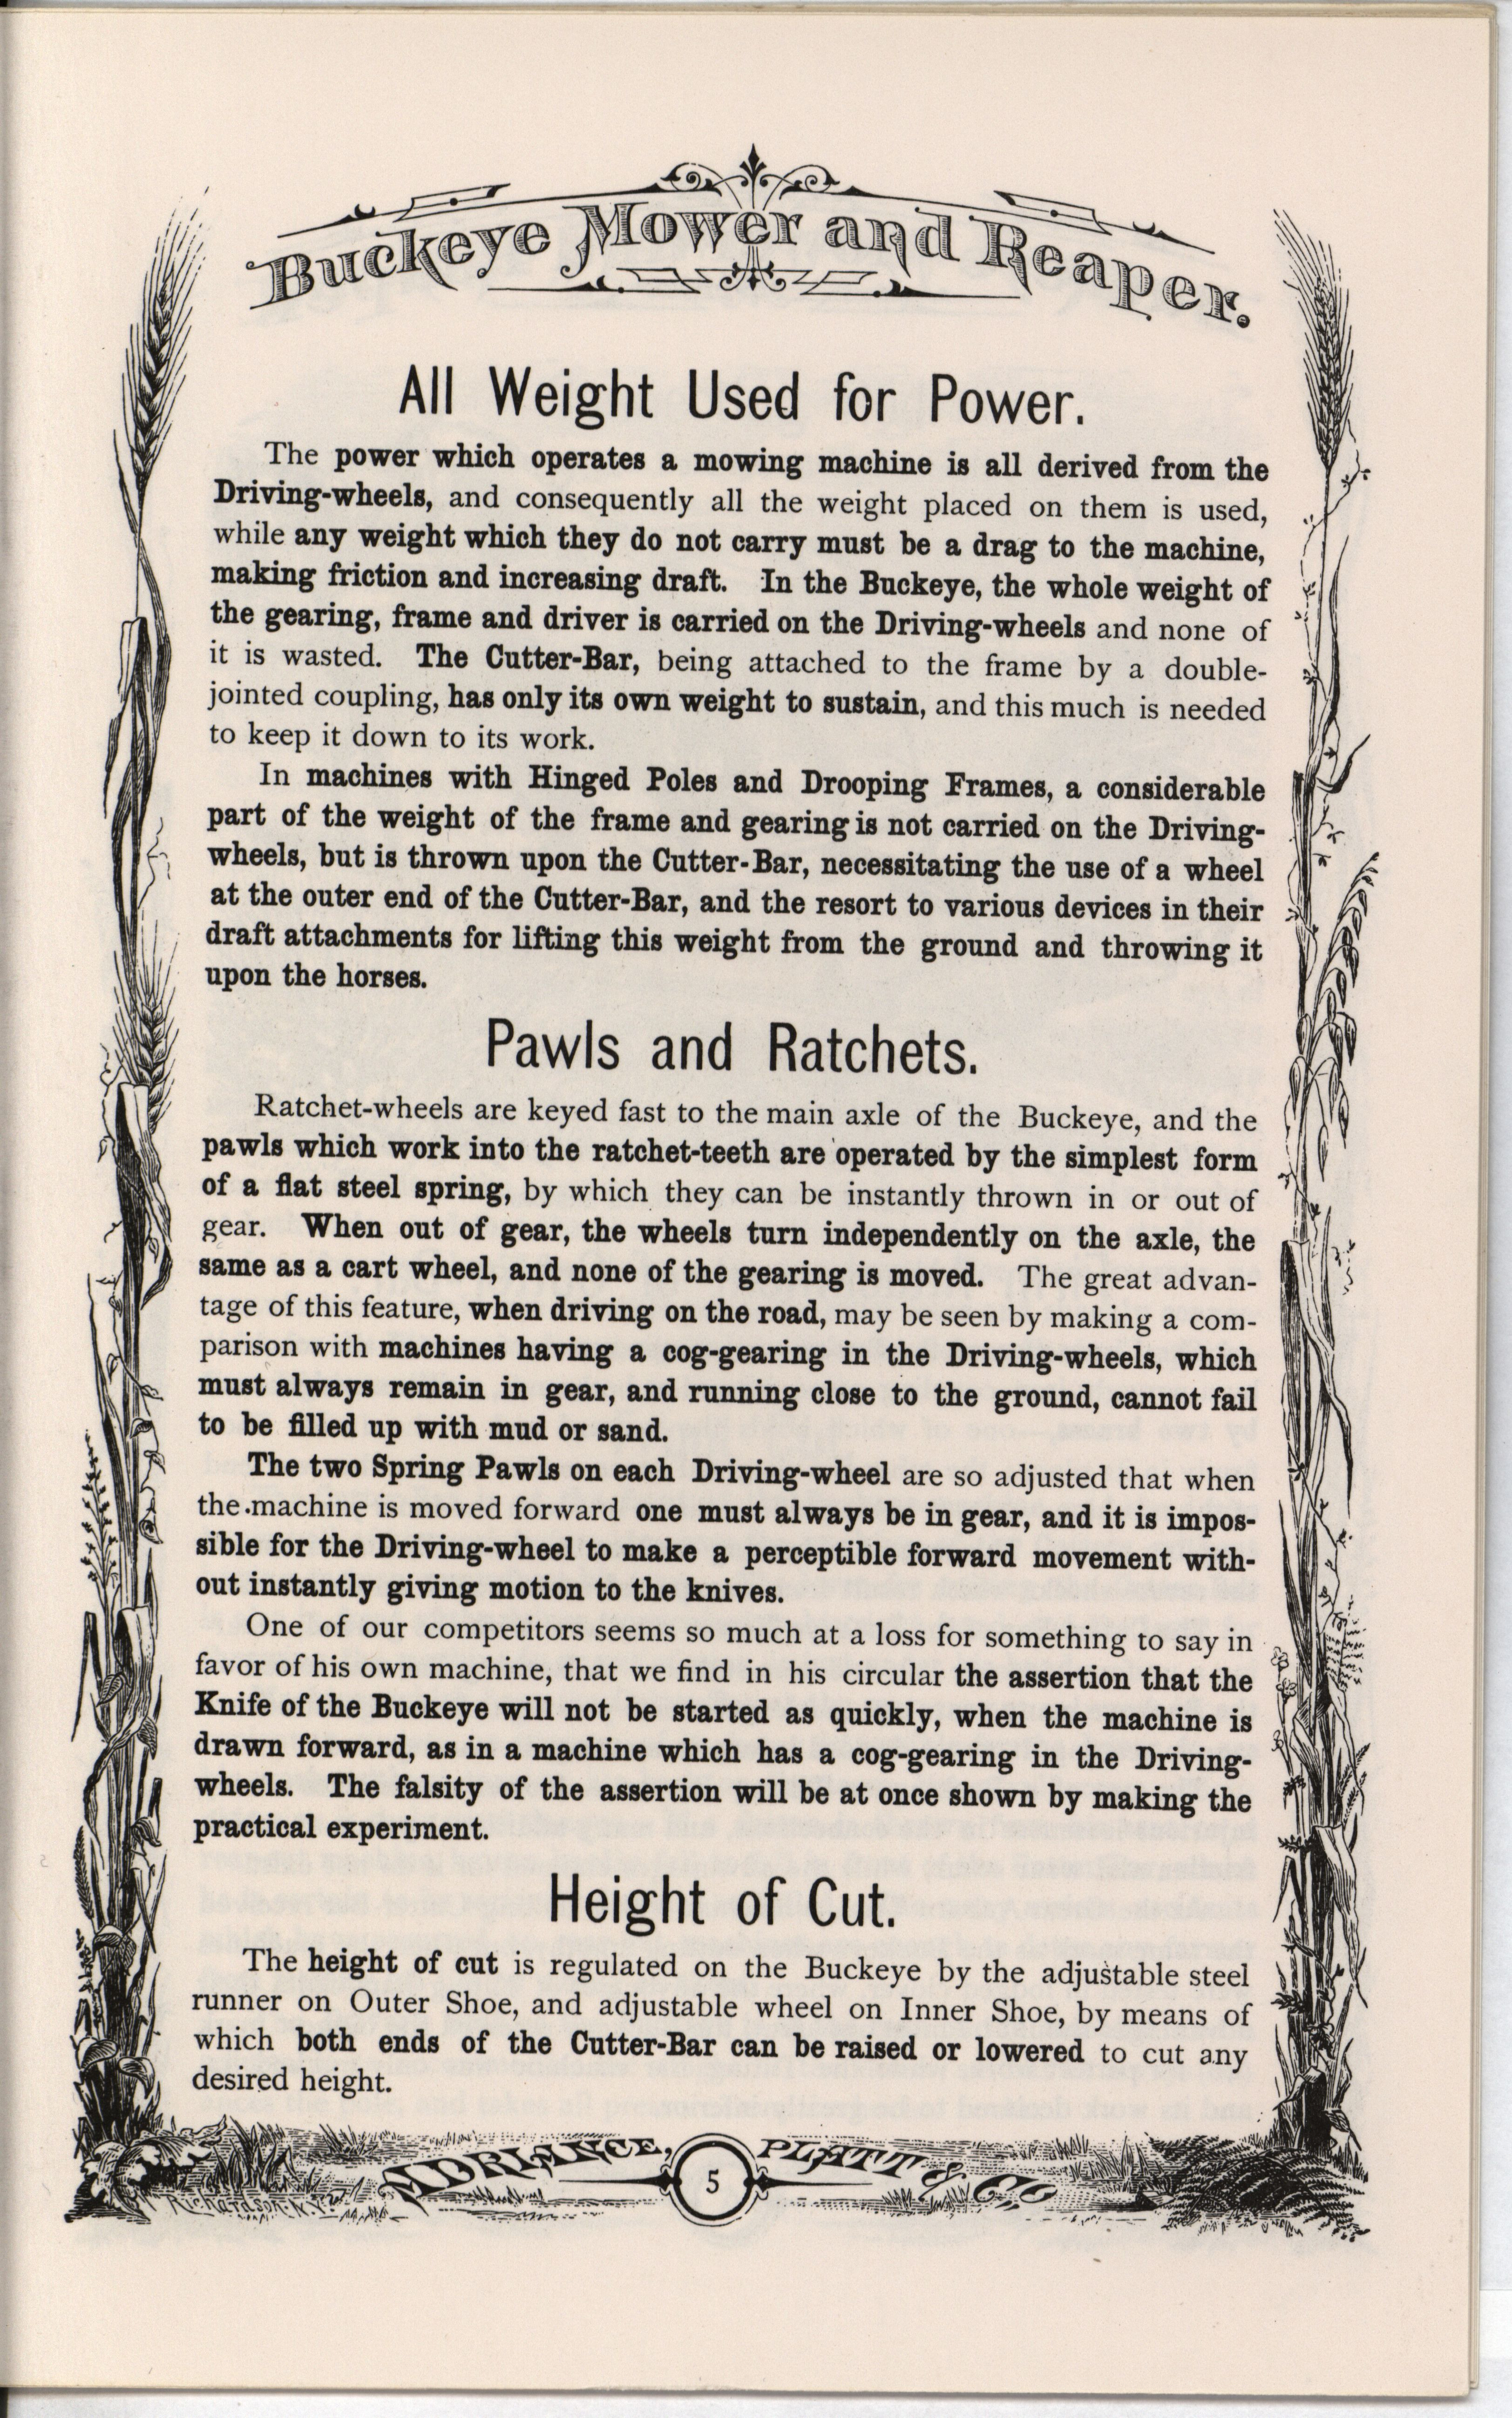 Buckeye Mower and Reaper.
All Weight Used for Power.
The power which operates a mowing machine is all derived from the
Driving-wheels, and consequently all the weight placed on them is used,
while any weight which they do not carry must be a drag to the machine,
making friction and increasing draft. In the Buckeye, the whole weight of
the gearing, frame and driver is carried on the Driving-wheels and none of
it is wasted. The Cutter-Bar, being attached to the frame by a double-
jointed coupling, has only its own weight to sustain, and this much is needed
to keep it down to its work.
In machines with Hinged Poles and Drooping Frames, a considerable
part of the weight of the frame and gearing is not carried on the Driving-
wheels, but is thrown upon the Cutter-Bar, necessitating the use of a wheel
at the outer end of the Cutter-Bar, and the resort to various devices in their
draft attachments for lifting this weight from the ground and throwing it
upon the horses.
Pawls and Ratchets.
Ratchet-wheels are keyed fast to the main axle of the Buckeye, and the
pawls which work into the ratchet-teeth are operated by the simplest form
of a flat steel spring, by which they can be instantly thrown in or out of
gear. When out of gear, the wheels turn independently on the axle, the
same as a cart wheel, and none of the gearing is moved. The great advan-
tage of this feature, when driving on the road, may be seen by making a com-
parison with machines having a cog-gearing in the Driving-wheels, which
must always remain in gear, and running close to the ground, cannot fail
to be filled up with mud or sand.
The two Spring Pawls on each Driving-wheel are so adjusted that when
the machine is moved forward one must always be in gear, and it is impos-
sible for the Driving-wheel to make a perceptible forward movement with-
out instantly giving motion to the knives.
One of our competitors seems so much at a loss for something to say in
favor of his own machine, that we find in his circular the assertion that the
Knife of the Buckeye will not be started as quickly, when the machine is
drawn forward, as in a machine which has a cog-gearing in the Driving-
wheels. The falsity of the assertion will be at once shown by making the
practical experiment.
Height of Cut.
The height of cut is regulated on the Buckeye by the adjustable steel
runner on Outer Shoe, and adjustable wheel on Inner Shoe, by means of
which both ends of the Cutter-Bar can be raised or lowered to cut any
desired height.
ADRIANCE, 5 PLATT & Co
Richardson. N.Y.